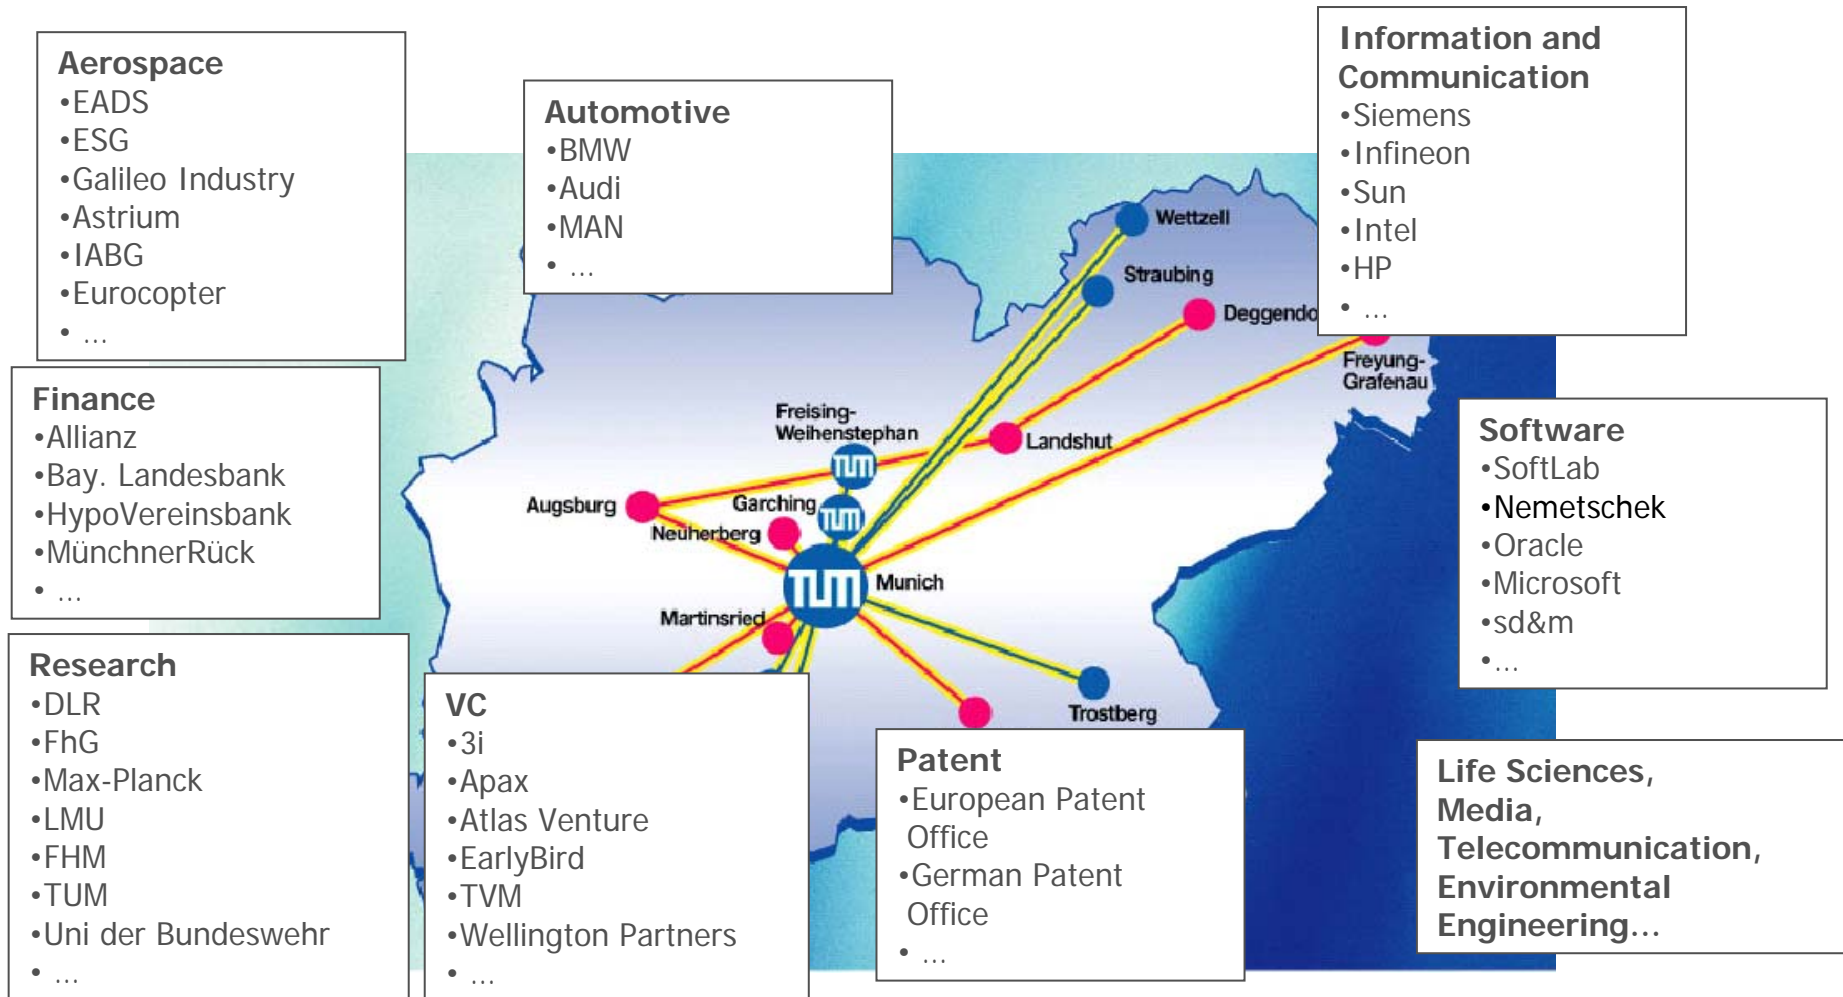 Aerospace
•EADS
•ESG
•Galileo Industry
•Astrium
•IABG
•Eurocopter
• ...
Automotive
•BMW
•Audi
•MAN
• ...
Information and
Communication
•Siemens
•Infineon
•Sun
•Intel
•HP
• ...
Finance
•Allianz
•Bay. Landesbank
•HypoVereinsbank
•MünchnerRück
• ...
Wettzell
Straubing
Deggendo
Freyung-
Grafenau
Freising-
Weihenstephan
TUM
Landshut
Augsburg
Garching
TUM
Neuherberg
TUM
Munich
Martinsried
Trostberg
Software
•SoftLab
•Nemetschek
•Oracle
•Microsoft
•sd&m
•...
Research
•DLR
•FhG
•Max-Planck
•LMU
•FHM
•TUM
•Uni der Bundeswehr
• ...
VC
•3i
•Apax
•Atlas Venture
•EarlyBird
•TVM
•Wellington Partners
• ...
Patent
•European Patent
Office
•German Patent
Office
• ...
Life Sciences,
Media,
Telecommunication,
Environmental
Engineering...